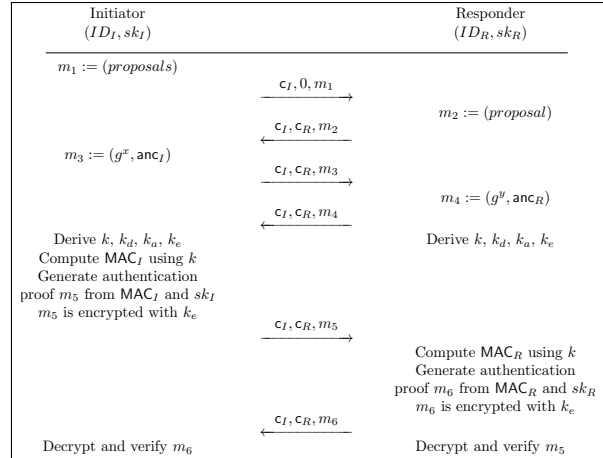 Initiator Responder
(ID_I, sk_I) (ID_R, sk_R)
m_1 := (proposals)
c_I, 0, m_1
m_2 := (proposal)
c_I, c_R, m_2
m_3 := (g^x, anc_I)
c_I, c_R, m_3
m_4 := (g^y, anc_R)
c_I, c_R, m_4
Derive k, k_d, k_a, k_e Derive k, k_d, k_a, k_e
Compute MAC_I using k
Generate authentication
proof m_5 from MAC_I and sk_I
m_5 is encrypted with k_e
c_I, c_R, m_5
Compute MAC_R using k
Generate authentication
proof m_6 from MAC_R and sk_R
m_6 is encrypted with k_e
c_I, c_R, m_6
Decrypt and verify m_6 Decrypt and verify m_5